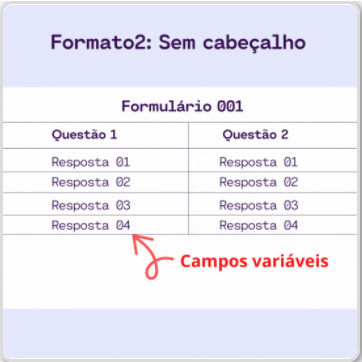 Formato2: Sem cabeçalho
Formulário 001
Questão 1 Questão 2
Resposta 01 Resposta 01
Resposta 02 Resposta 02
Resposta 03 Resposta 03
Resposta 04 Resposta 04
Campos variáveis